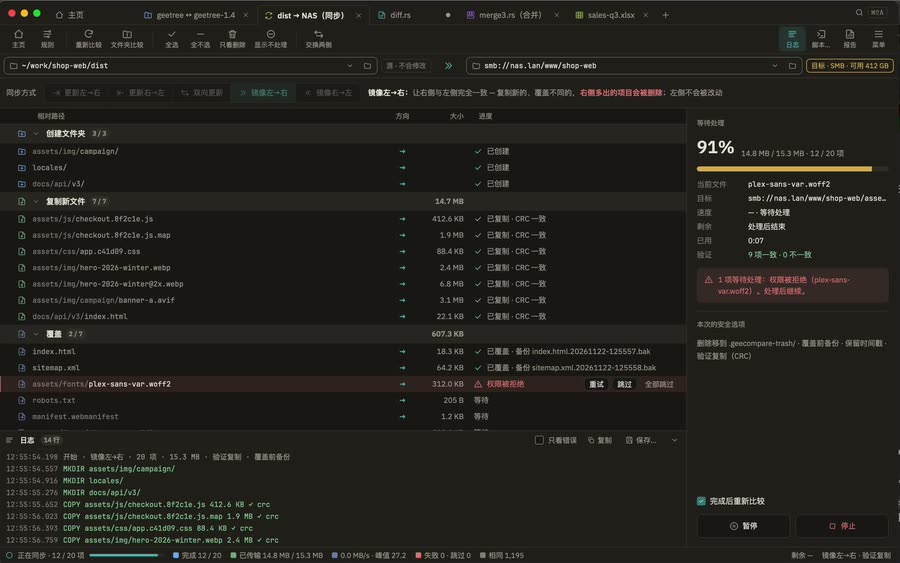 主页
geetree ⇔ geetree-1.4 ×
dist → NAS（同步） ×
diff.rs ●
merge3.rs（合并） ×
sales-q3.xlsx ×
+
主页 规则 重新比较 文件夹比较 全选 全不选 只看删除 显示不处理 交换两侧 日志 脚本… 报告 菜单
~/work/shop-web/dist 源 · 不会修改 smb://nas.lan/www/shop-web 目标 · SMB · 可用 412 GB
同步方式 更新左→右 更新右→左 双向更新 镜像左→右 镜像右→左 镜像左→右：让右侧与左侧完全一致 — 复制新的、覆盖不同的，右侧多出的项目会被删除；左侧不会被改动
相对路径 方向 大小 进度
创建文件夹 3 / 3
assets/img/campaign/ → ✓ 已创建
locales/ → ✓ 已创建
docs/api/v3/ → ✓ 已创建
复制新文件 7 / 7 14.7 MB
assets/js/checkout.8f2c1e.js → 412.6 KB ✓ 已复制 · CRC 一致
assets/js/checkout.8f2c1e.js.map → 1.9 MB ✓ 已复制 · CRC 一致
assets/css/app.c41d09.css → 88.4 KB ✓ 已复制 · CRC 一致
assets/img/hero-2026-winter.webp → 2.4 MB ✓ 已复制 · CRC 一致
assets/img/hero-2026-winter@2x.webp → 6.8 MB ✓ 已复制 · CRC 一致
assets/img/campaign/banner-a.avif → 3.1 MB ✓ 已复制 · CRC 一致
docs/api/v3/index.html → 22.1 KB ✓ 已复制 · CRC 一致
覆盖 2 / 7 607.3 KB
index.html → 18.3 KB ✓ 已覆盖 · 备份 index.html.20261122-125557.bak
sitemap.xml → 64.2 KB ✓ 已覆盖 · 备份 sitemap.xml.20261122-125558.bak
assets/fonts/plex-sans-var.woff2 → 312.0 KB 权限被拒绝 重试 跳过 全部跳过
robots.txt → 205 B 等待
manifest.webmanifest → 1.2 KB 等待
等待处理
91% 14.8 MB / 15.3 MB · 12 / 20 项
当前文件 plex-sans-var.woff2
目标 smb://nas.lan/www/shop-web/asse…
速度 — · 等待处理
剩余 处理后结束
已用 0:07
验证 9 项一致 · 0 不一致
1 项等待处理：权限被拒绝（plex-sans-
var.woff2）。处理后继续。
本次的安全选项
删除移到 .geecompare-trash/ · 覆盖前备份 · 保留时间戳 ·
验证复制（CRC）
完成后重新比较
暂停 停止
日志 14 行 只看错误 复制 保存…
12:55:54.198 开始 · 镜像左→右 · 20 项 · 15.3 MB · 验证复制 · 覆盖前备份
12:55:54.557 MKDIR assets/img/campaign/
12:55:54.916 MKDIR locales/
12:55:55.276 MKDIR docs/api/v3/
12:55:55.652 COPY assets/js/checkout.8f2c1e.js 412.6 KB ✓ crc
12:55:56.023 COPY assets/js/checkout.8f2c1e.js.map 1.9 MB ✓ crc
12:55:56.393 COPY assets/css/app.c41d09.css 88.4 KB ✓ crc
12:55:56.759 COPY assets/img/hero-2026-winter.webp 2.4 MB ✓ crc
正在同步 · 12 / 20 项 完成 12 / 20 已传输 14.8 MB / 15.3 MB 0.0 MB/s · 峰值 27.2 失败 0 · 跳过 0 相同 1,195 剩余 — 镜像左→右 · 验证复制